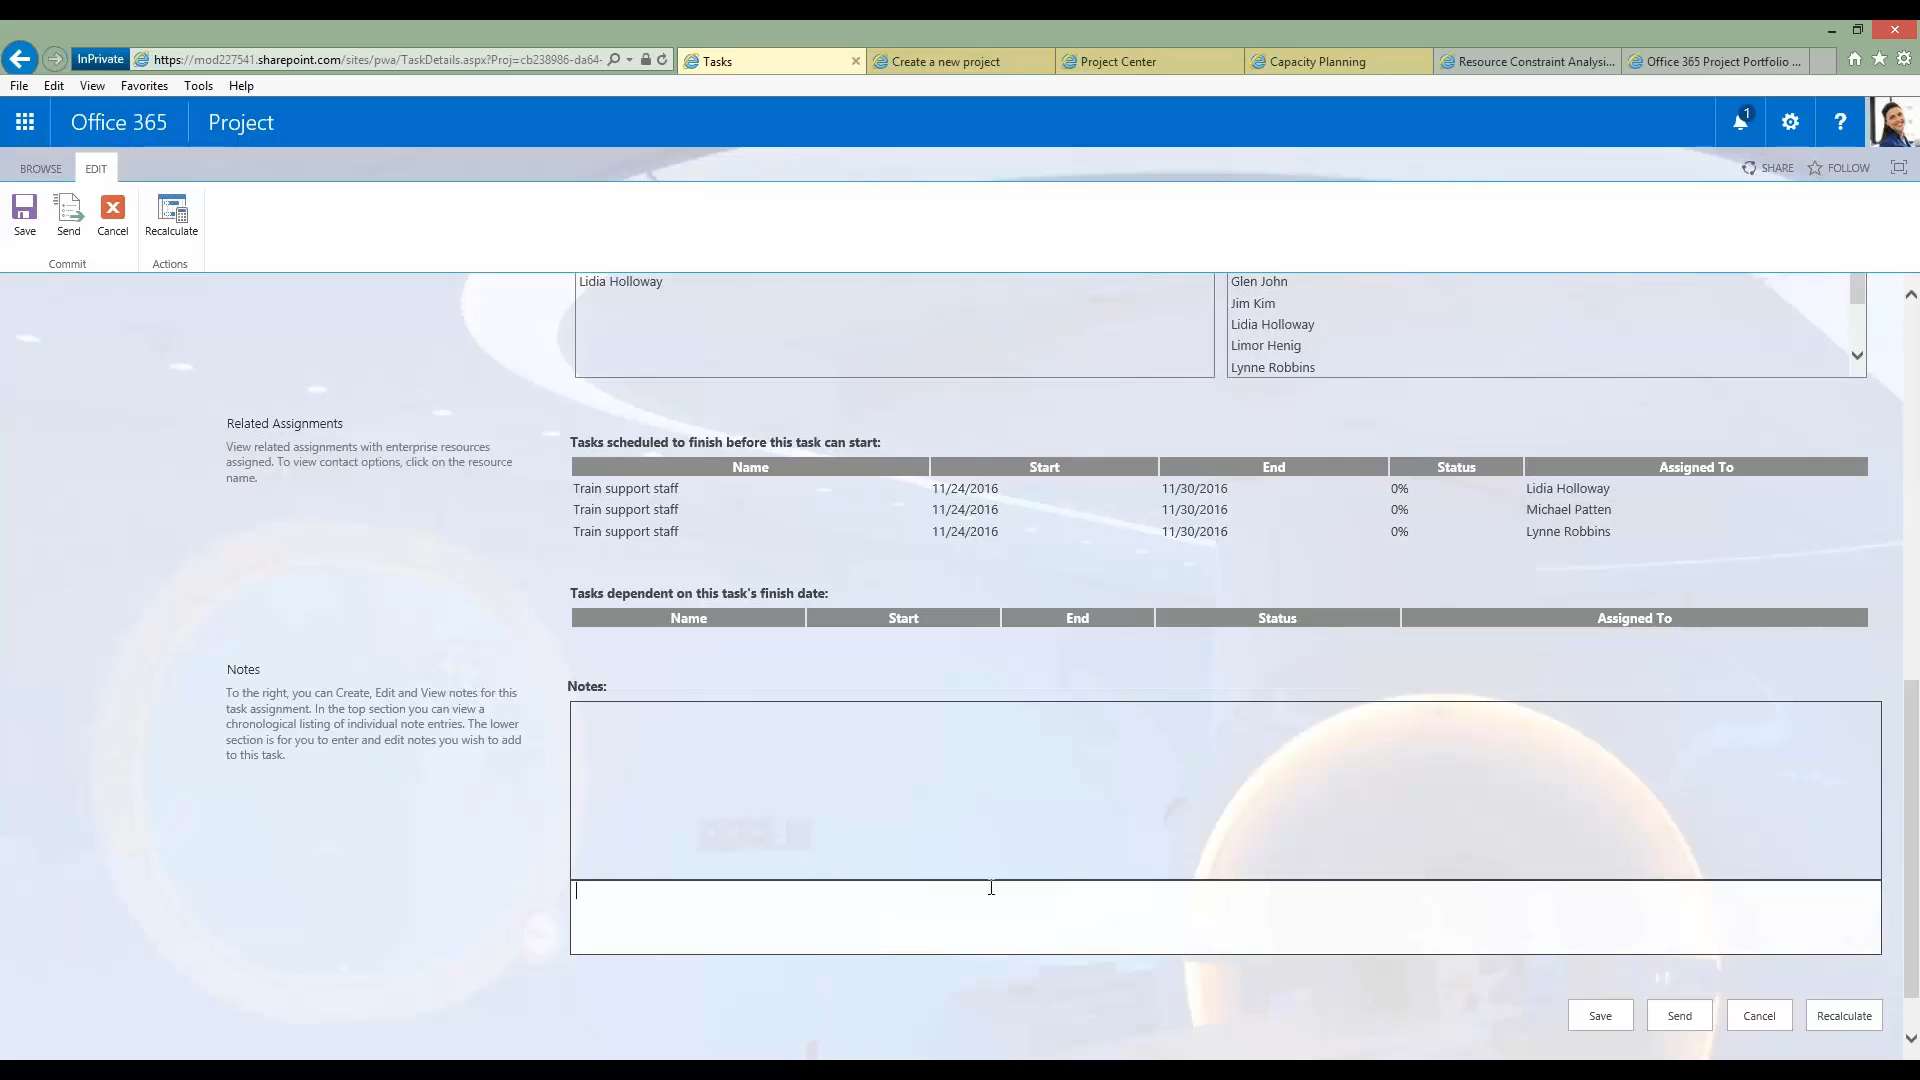 InPrivate
https://mod227541.sharepoint.com/sites/pwa/TaskDetails.aspx?Proj=cb238986-da64-
Tasks
Create a new project
Project Center
Capacity Planning
Resource Constraint Analysi...
Office 365 Project Portfolio ...
File Edit View Favorites Tools Help
Office 365 Project
1
?
BROWSE EDIT
SHARE FOLLOW
Save Send Cancel Recalculate
Commit Actions
Lidia Holloway
Glen John
Jim Kim
Lidia Holloway
Limor Henig
Lynne Robbins
Related Assignments
View related assignments with enterprise resources
assigned. To view contact options, click on the resource
name.
Tasks scheduled to finish before this task can start:
Name Start End Status Assigned To
Train support staff 11/24/2016 11/30/2016 0% Lidia Holloway
Train support staff 11/24/2016 11/30/2016 0% Michael Patten
Train support staff 11/24/2016 11/30/2016 0% Lynne Robbins
Tasks dependent on this task's finish date:
Name Start End Status Assigned To
Notes
To the right, you can Create, Edit and View notes for this
task assignment. In the top section you can view a
chronological listing of individual note entries. The lower
section is for you to enter and edit notes you wish to add
to this task.
Notes:
Save Send Cancel Recalculate